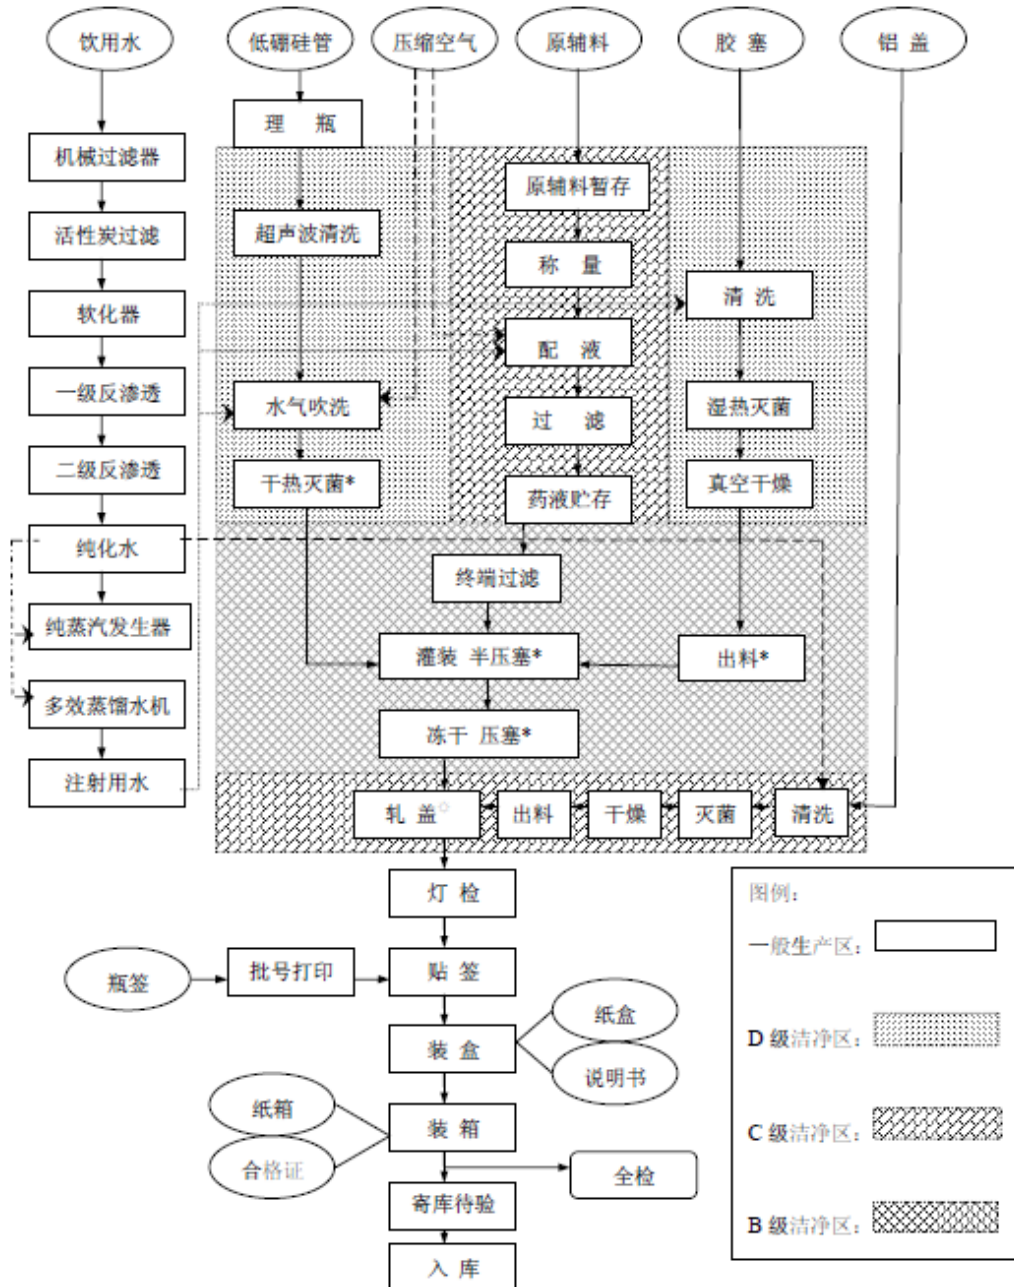 饮用水
低硼硅管
压缩空气
原辅料
胶 塞
铝 盖
理 瓶
机械过滤器
原辅料暂存
活性炭过滤
超声波清洗
称 量
清 洗
软化器
配 液
一级反渗透
水气吹洗
过 滤
湿热灭菌
二级反渗透
干热灭菌*
药液贮存
真空干燥
纯化水
终端过滤
纯蒸汽发生器
灌装 半压塞*
出料*
多效蒸馏水机
冻干 压塞*
注射用水
轧 盖
出料
干燥
灭菌
清洗
灯 检
瓶签
批号打印
贴 签
纸盒
装 盒
说明书
纸箱
装 箱
合格证
全检
寄库待验
入 库
图例：
一般生产区：
D 级洁净区：
C 级洁净区：
B 级洁净区：